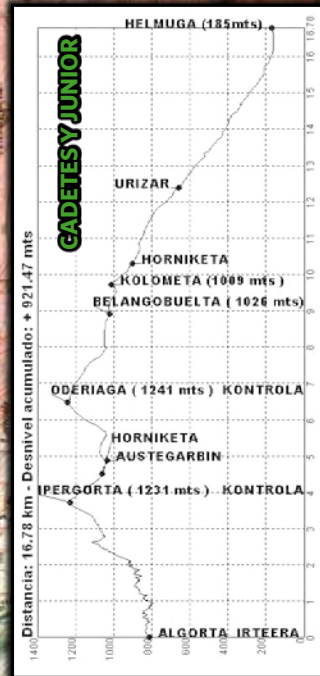 CADETES Y JUNIOR
Distancia: 16.78 km - Desnivel acumulado: + 921.47 mts
HELMUGA (185mts)
URIZAR
HORNIKETA
KOLOMETA (1009 mts )
BELANGOBUELTA ( 1026 mts)
ODERIAGA ( 1241 mts ) KONTROLA
HORNIKETA
AUSTEGARBIN
IPERGORTA ( 1231 mts ) KONTROLA
ALGORTA IRTEERA
1400
1200
1000
800
600
400
200
0
1
2
3
4
5
6
7
8
9
10
11
12
13
14
15
16.78